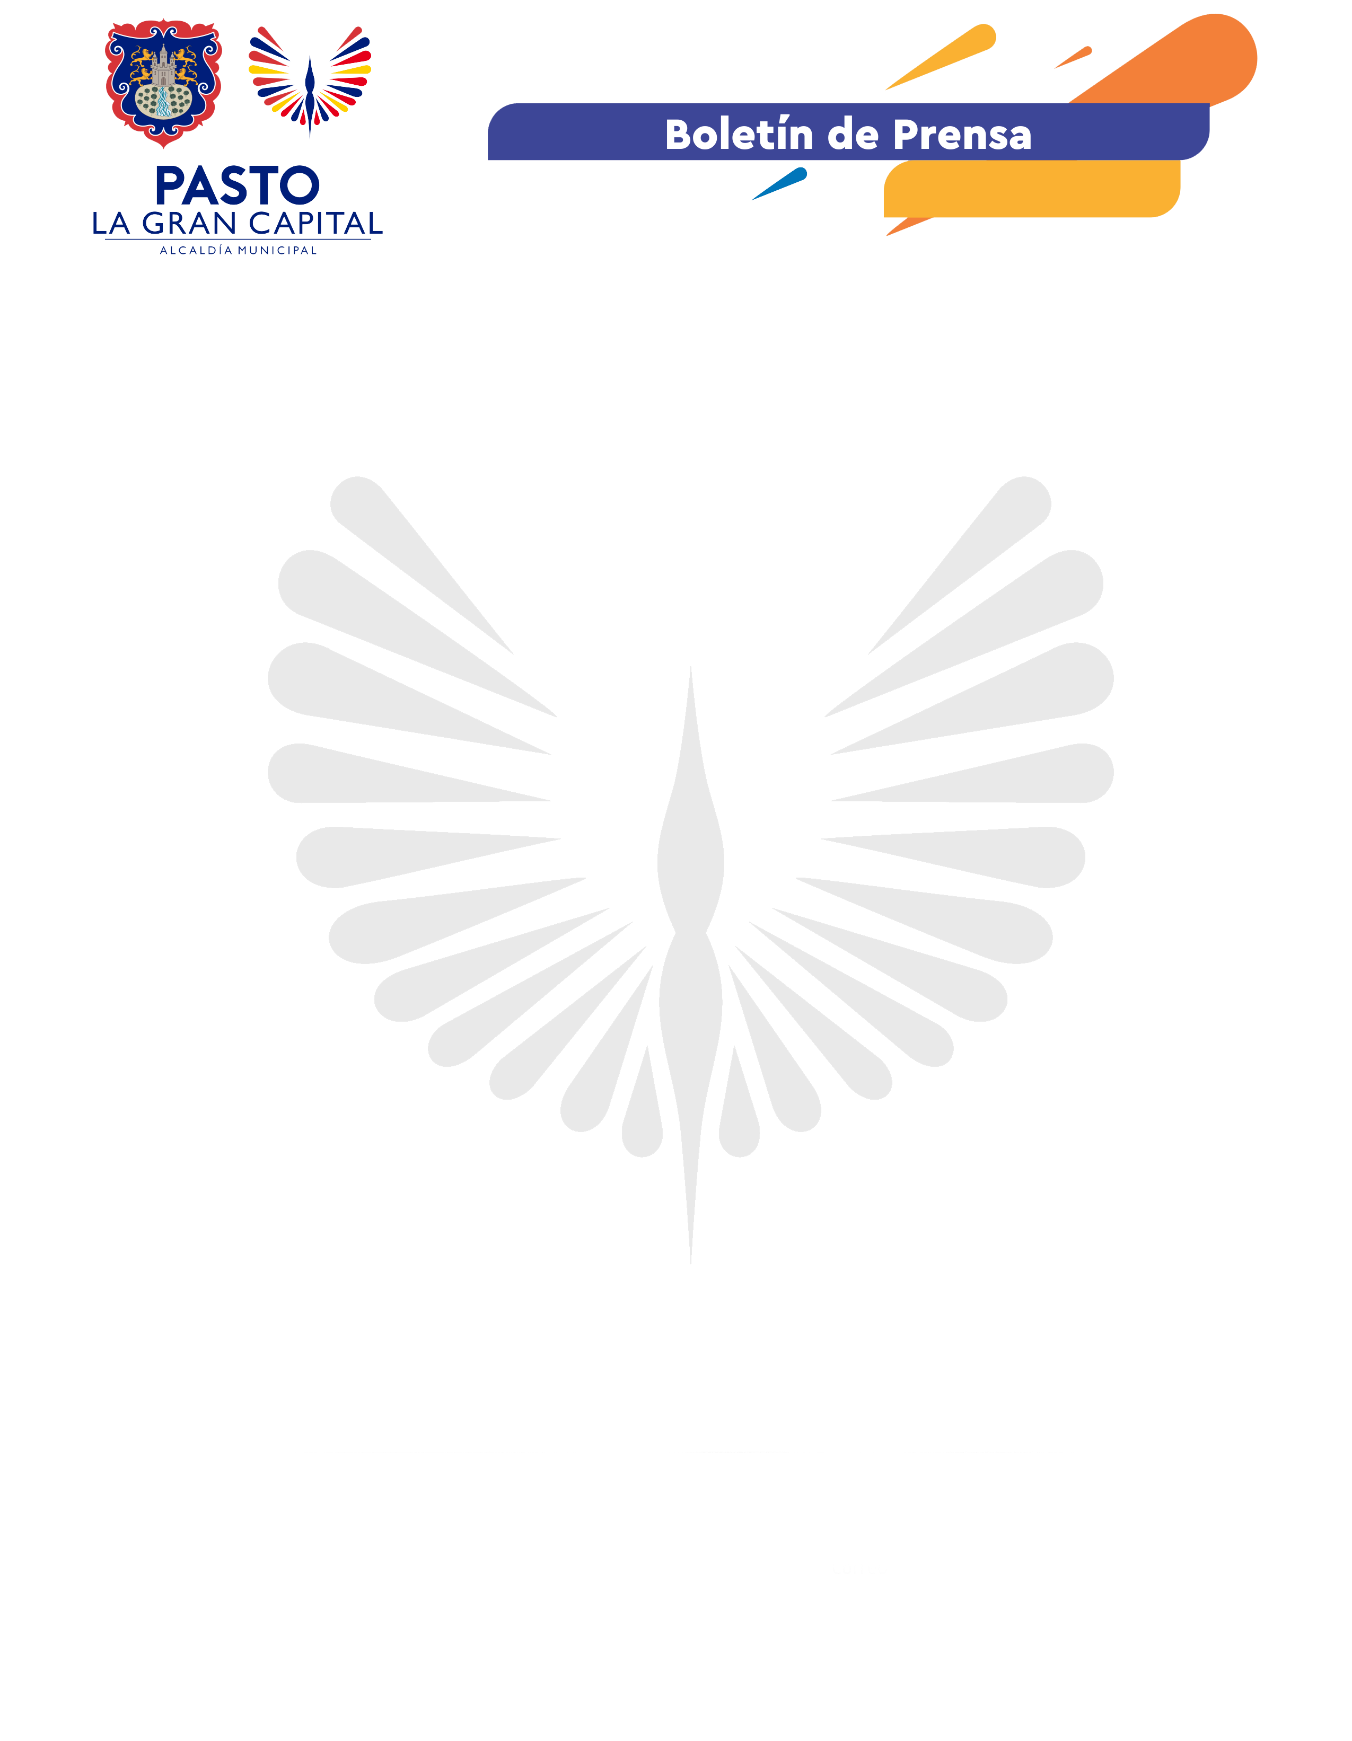 Boletín de Prensa
PASTO
LA GRAN CAPITAL
ALCALDÍA MUNICIPAL